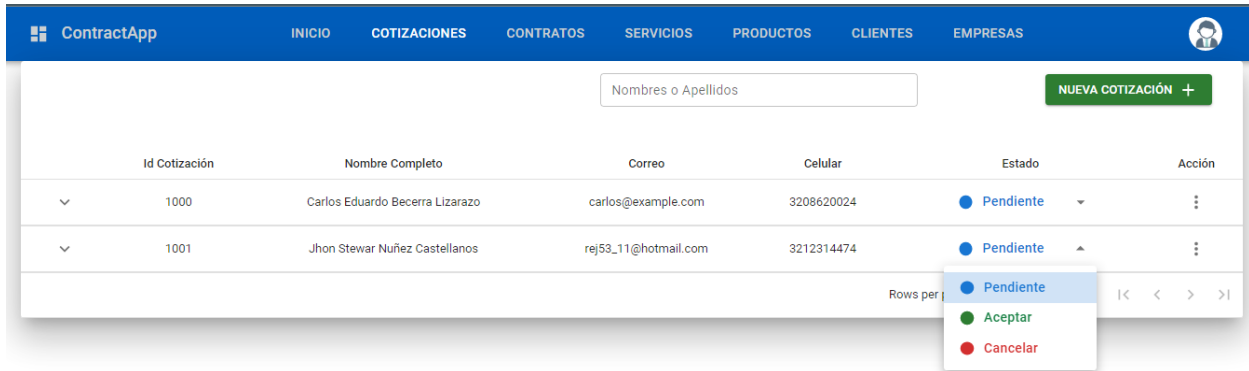 ContractApp INICIO COTIZACIONES CONTRATOS SERVICIOS PRODUCTOS CLIENTES EMPRESAS
Nombres o Apellidos NUEVA COTIZACIÓN +
Id Cotización Nombre Completo Correo Celular Estado Acción
1000 Carlos Eduardo Becerra Lizarazo carlos@example.com 3208620024 Pendiente
1001 Jhon Stewar Nuñez Castellanos rej53_11@hotmail.com 3212314474 Pendiente
Rows per
Pendiente
Aceptar
Cancelar